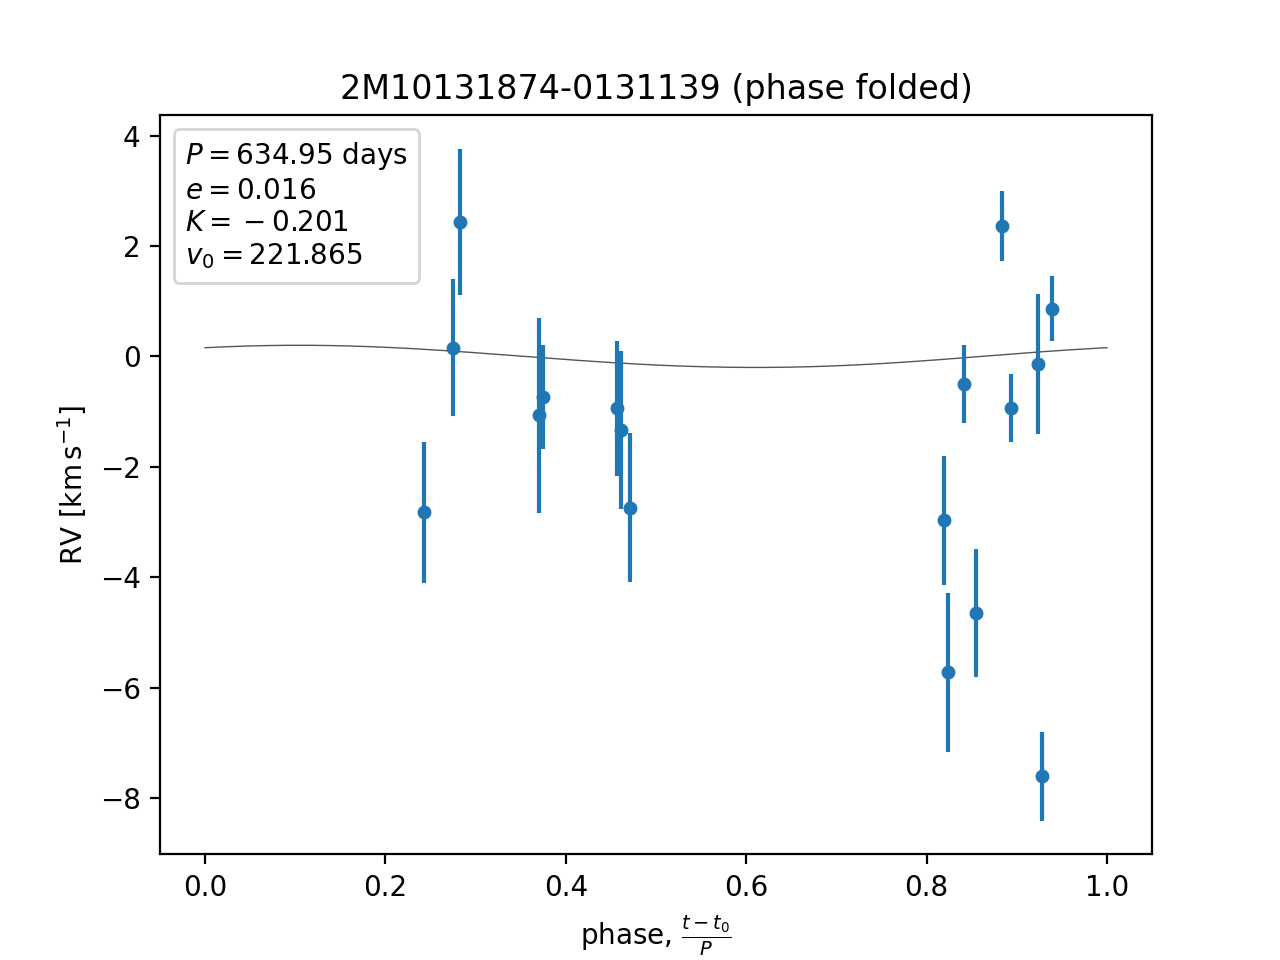 2M10131874-0131139 (phase folded)
P = 634.95 days
e = 0.016
K = −0.201
v₀ = 221.865
4
2
0
−2
−4
−6
−8
RV [km s⁻¹]
0.0 0.2 0.4 0.6 0.8 1.0
phase, (t − t₀)/P